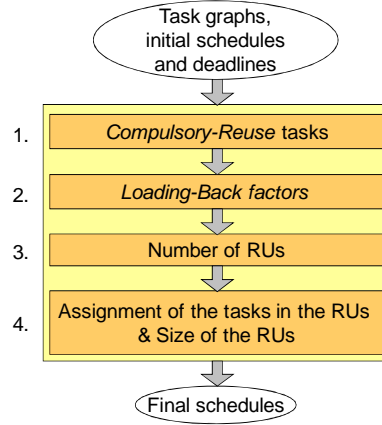 Task graphs,
initial schedules
and deadlines
1. Compulsory-Reuse tasks
2. Loading-Back factors
3. Number of RUs
4. Assignment of the tasks in the RUs
& Size of the RUs
Final schedules